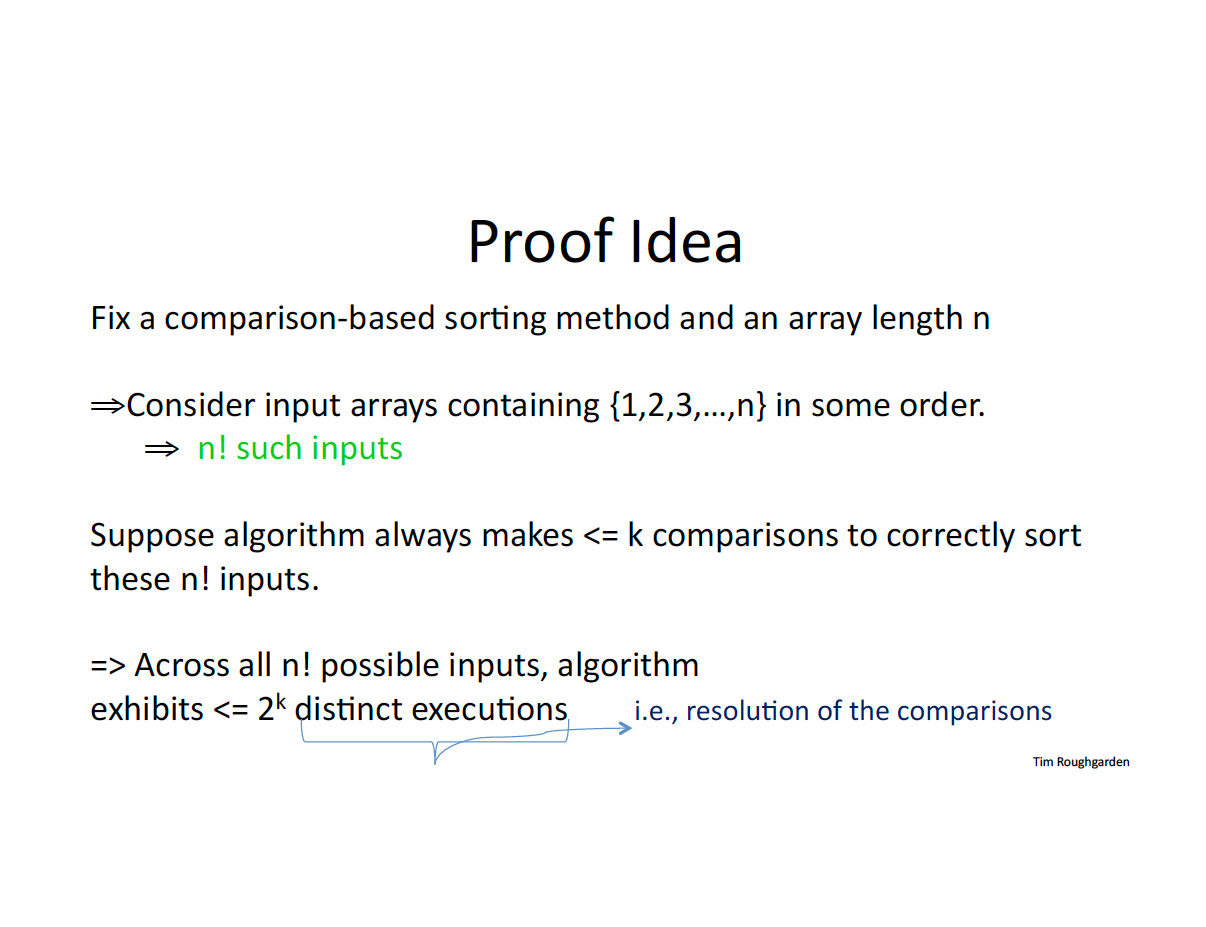 Proof Idea
Fix a comparison-based sorting method and an array length n
⇒Consider input arrays containing {1,2,3,…,n} in some order.
⇒ n! such inputs
Suppose algorithm always makes <= k comparisons to correctly sort
these n! inputs.
=> Across all n! possible inputs, algorithm
exhibits <= 2ᵏ distinct executions i.e., resolution of the comparisons
Tim Roughgarden